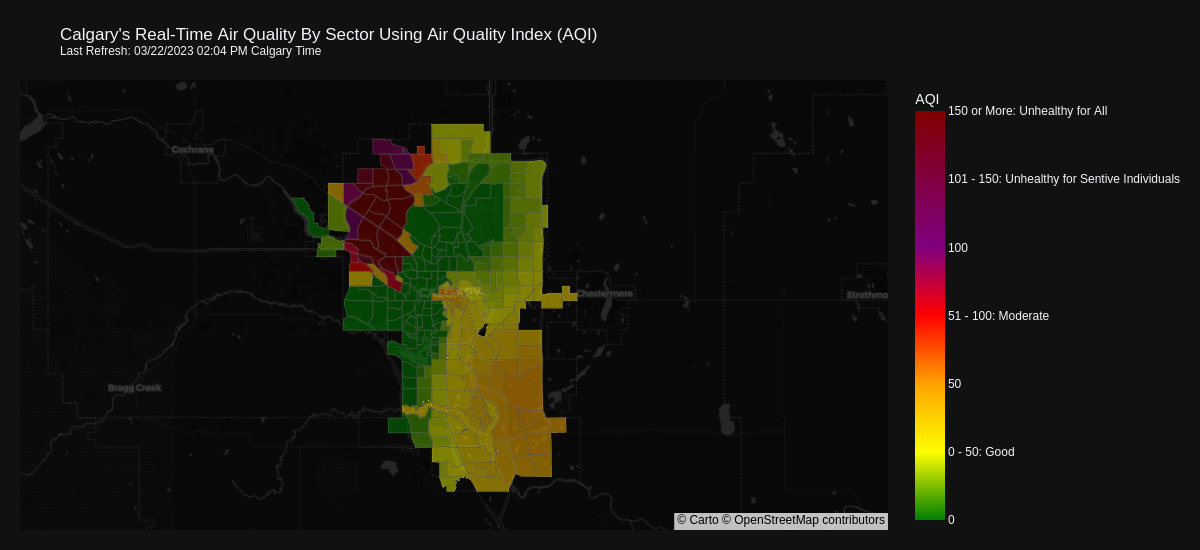 Calgary's Real-Time Air Quality By Sector Using Air Quality Index (AQI)
Last Refresh: 03/22/2023 02:04 PM Calgary Time
AQI
150 or More: Unhealthy for All
Cochrane
101 - 150: Unhealthy for Sentive Individuals
100
Chestermere
Strathmo
51 - 100: Moderate
50
Bragg Creek
0 - 50: Good
0
© Carto © OpenStreetMap contributors